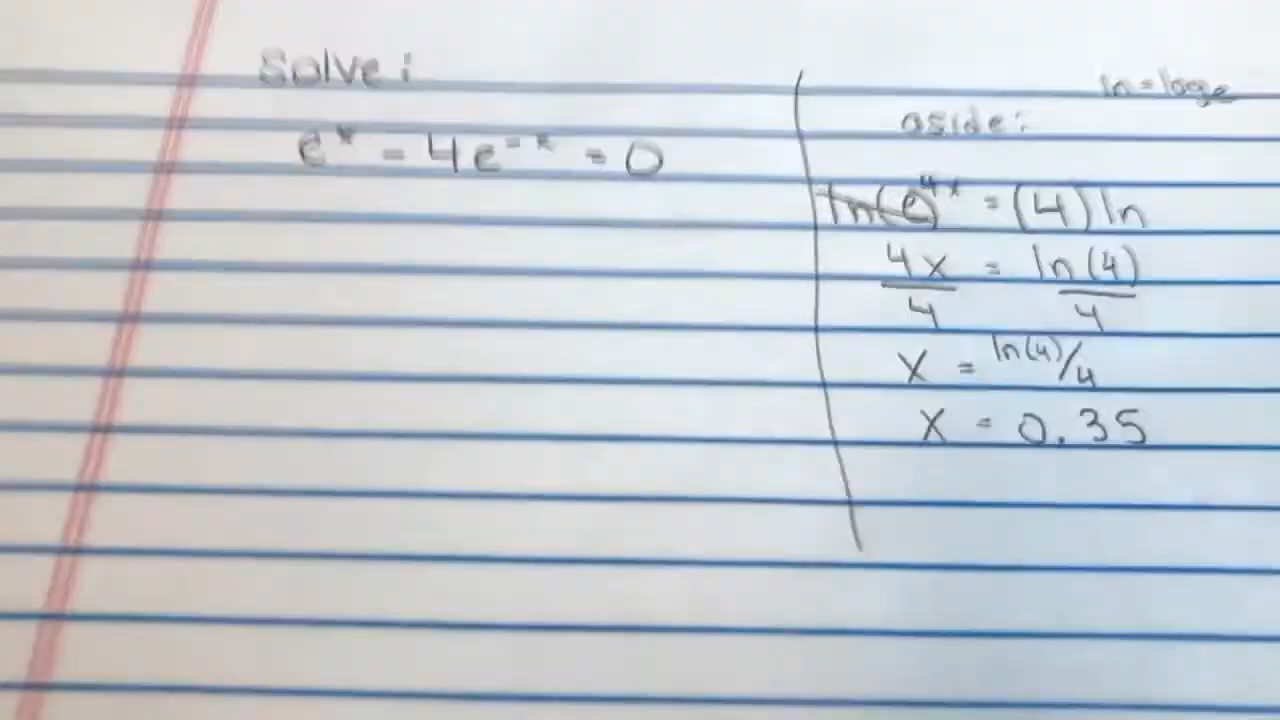 Solve:
e^x - 4e^-x = 0
ln = log_e
aside:
ln(e)^4x = (4)ln
4x/4 = ln(4)/4
x = ln(4)/4
x = 0.35